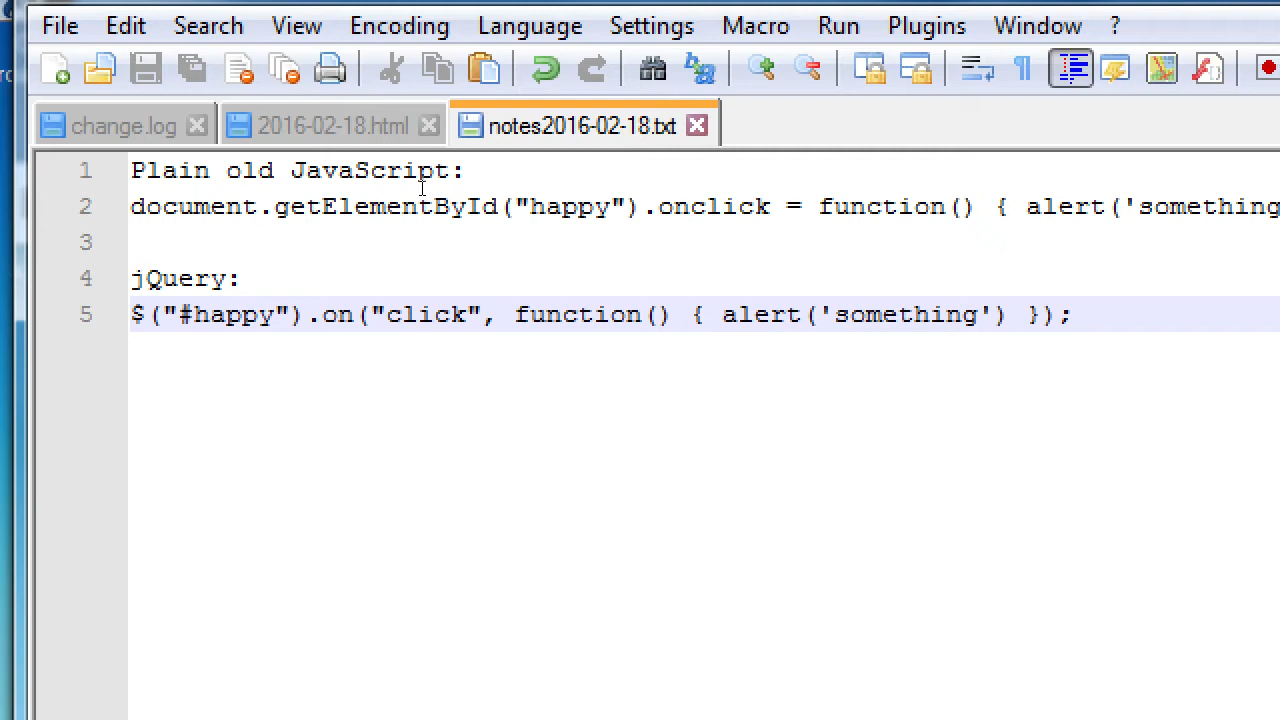 File Edit Search View Encoding Language Settings Macro Run Plugins Window ?
change.log 2016-02-18.html notes2016-02-18.txt
1 Plain old JavaScript:
2 document.getElementById("happy").onclick = function() { alert('something
3
4 jQuery:
5 $("#happy").on("click", function() { alert('something') });